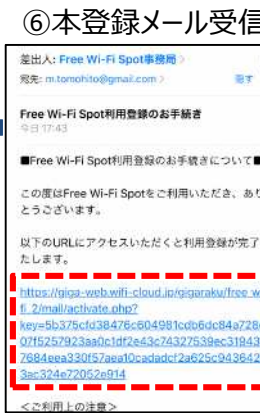 ⑥本登録メール受信
差出人: Free Wi-Fi Spot事務局
宛先: m.tomohito@gmail.com 隠す
Free Wi-Fi Spot利用登録のお手続き
今日 17:43
■Free Wi-Fi Spot利用登録のお手続きについて■
この度はFree Wi-Fi Spotをご利用いただき、あり
とうございます。
以下のURLにアクセスいただくと利用登録が完了
たします。
https://giga-web.wifi-cloud.jp/gigaraku/free_w
fi_2/mail/activate.php?
key=5b375cfd38476c604981cdb6dc84a728
07f5257923aa0c1df2e43c74327539ec31943
7684eea330f57aea10cadadcf2a625c943642
3ac324e72052e914
＜ご利用上の注意＞